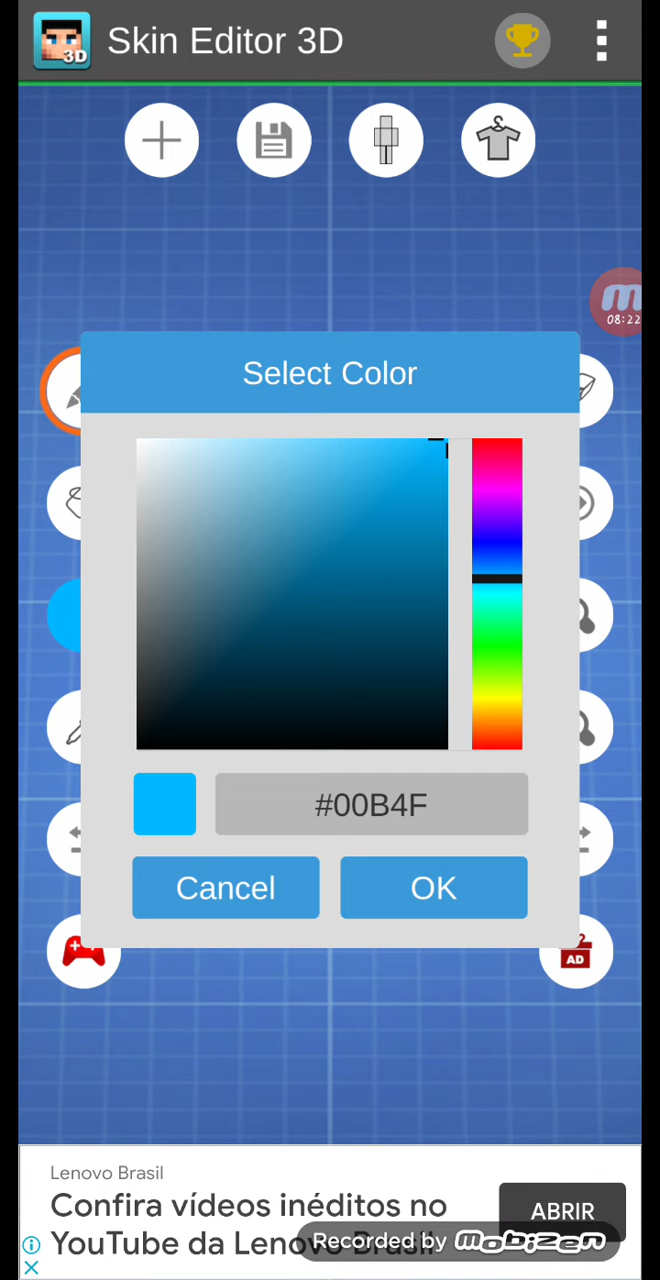 3D
Skin Editor 3D
m
08:22
Select Color
#00B4F
Cancel
OK
AD
Lenovo Brasil
Confira vídeos inéditos no
YouTube da Lenovo Brasil
ABRIR
Recorded by mobizen